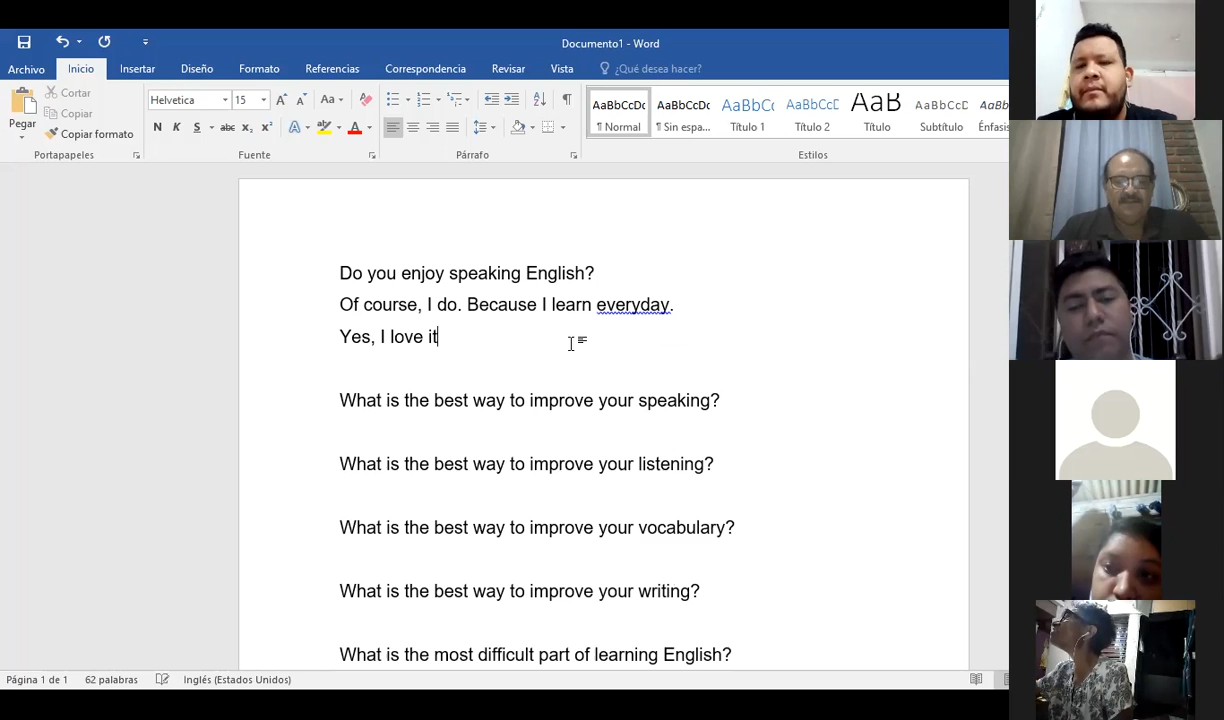 Documento1 - Word
Archivo Inicio Insertar Diseño Formato Referencias Correspondencia Revisar Vista ¿Qué desea hacer?
Pegar
Cortar
Copiar
Copiar formato
Portapapeles
Helvetica 15 Aa
N K S abc x₂ x² A A
Fuente
Párrafo
AaBbCcDc AaBbCcDc AaBbCc AaBbCcD AaB AaBbCcD AaBbC
¶ Normal ¶ Sin espa... Título 1 Título 2 Título Subtítulo Énfasis
Estilos
Do you enjoy speaking English?
Of course, I do. Because I learn everyday.
Yes, I love it
What is the best way to improve your speaking?
What is the best way to improve your listening?
What is the best way to improve your vocabulary?
What is the best way to improve your writing?
What is the most difficult part of learning English?
Página 1 de 1 62 palabras Inglés (Estados Unidos)